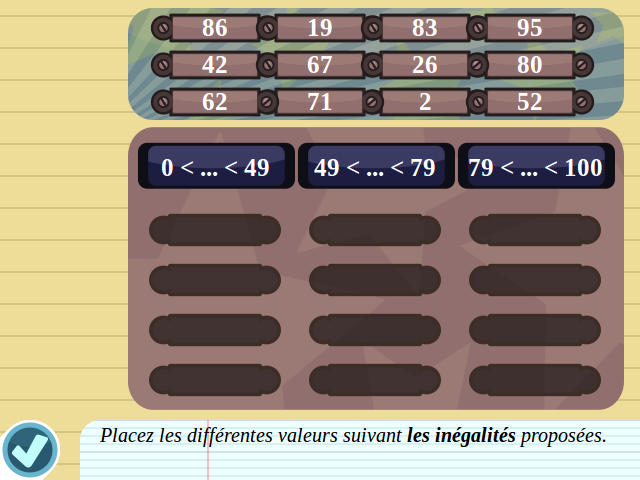 86 19 83 95
42 67 26 80
62 71 2 52
0 < ... < 49 49 < ... < 79 79 < ... < 100
Placez les différentes valeurs suivant les inégalités proposées.